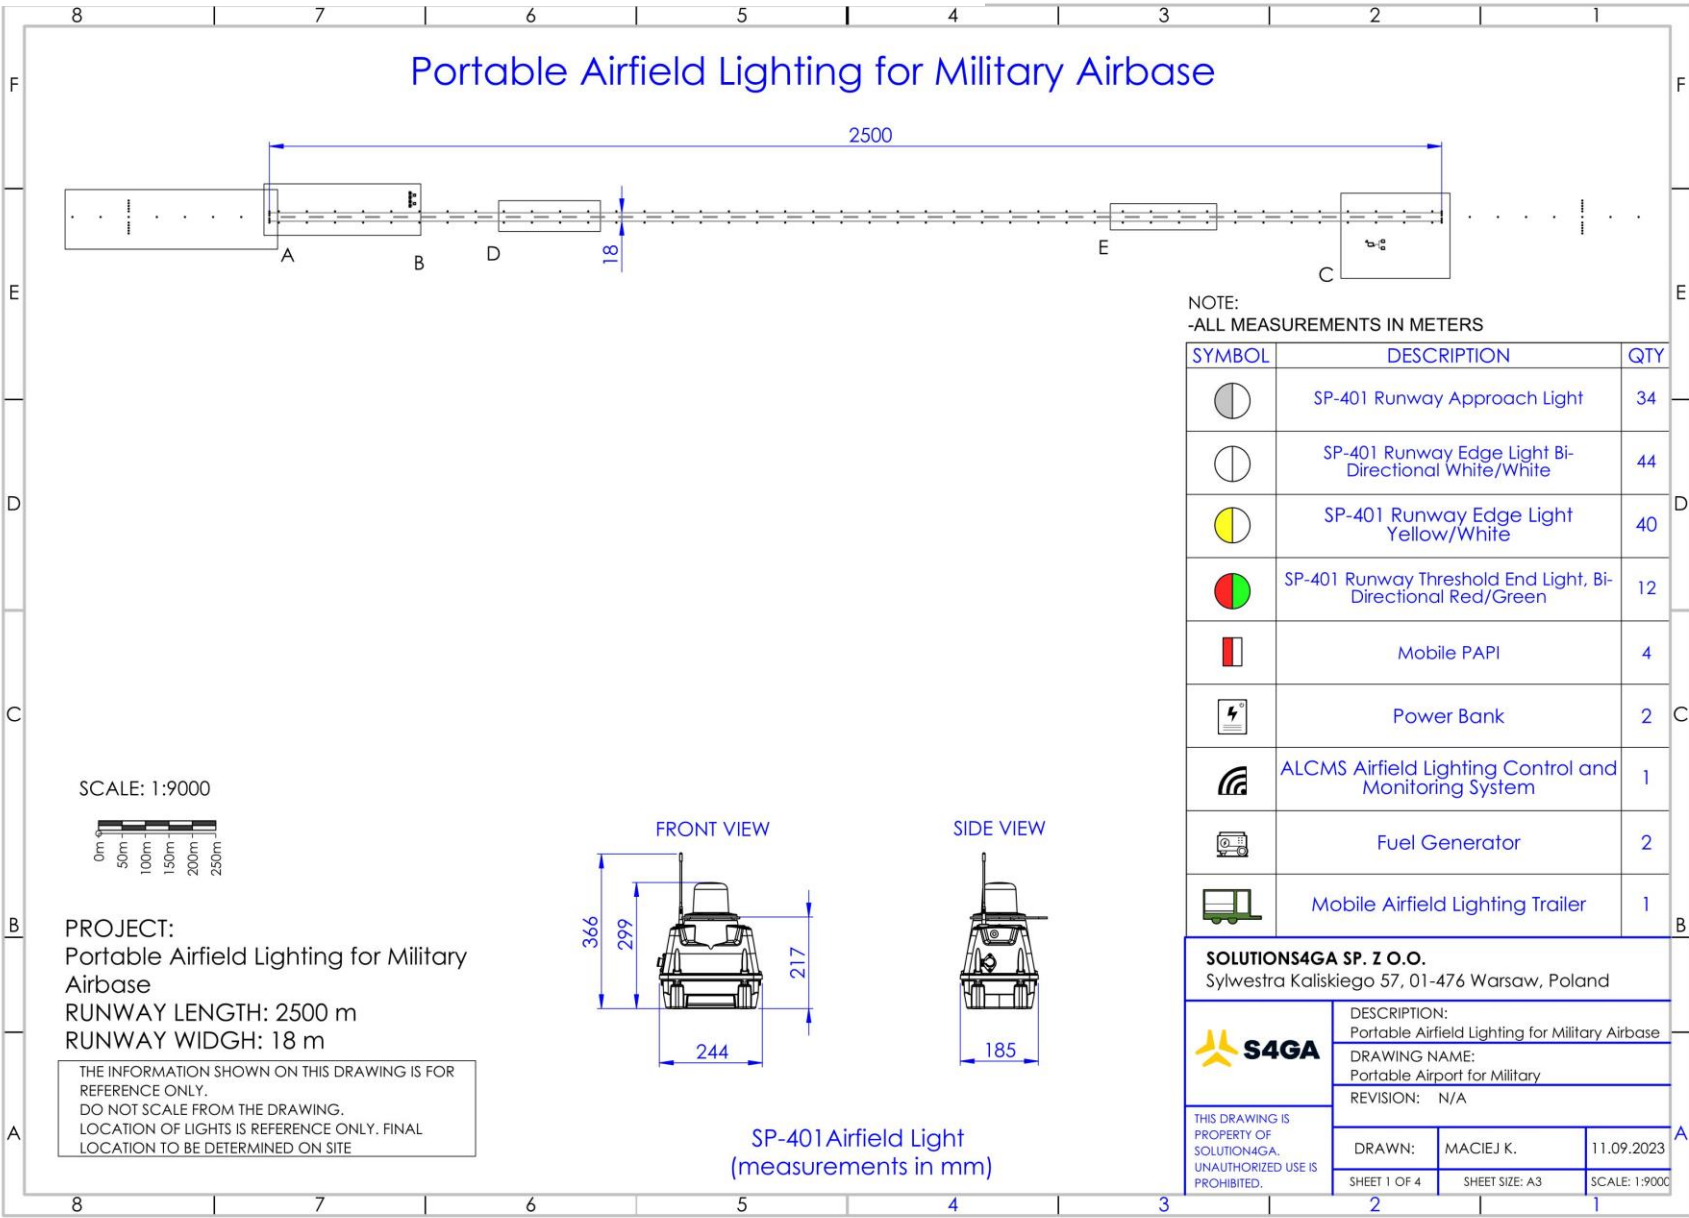 8 7 6 5 4 3 2 1
F F
Portable Airfield Lighting for Military Airbase
2500
A
B
D
18
E
C
E E
NOTE:
-ALL MEASUREMENTS IN METERS
SYMBOL DESCRIPTION QTY
SP-401 Runway Approach Light 34
SP-401 Runway Edge Light Bi-
Directional White/White 44
D D
SP-401 Runway Edge Light
Yellow/White 40
SP-401 Runway Threshold End Light, Bi-
Directional Red/Green 12
Mobile PAPI 4
C C
Power Bank 2
ALCMS Airfield Lighting Control and
Monitoring System 1
Fuel Generator 2
Mobile Airfield Lighting Trailer 1
SCALE: 1:9000
0m 50m 100m 150m 200m 250m
FRONT VIEW
SIDE VIEW
366
299
217
244
185
SP-401Airfield Light
(measurements in mm)
B B
PROJECT:
Portable Airfield Lighting for Military
Airbase
RUNWAY LENGTH: 2500 m
RUNWAY WIDGH: 18 m
THE INFORMATION SHOWN ON THIS DRAWING IS FOR
REFERENCE ONLY.
DO NOT SCALE FROM THE DRAWING.
LOCATION OF LIGHTS IS REFERENCE ONLY. FINAL
LOCATION TO BE DETERMINED ON SITE
A A
SOLUTIONS4GA SP. Z O.O.
Sylwestra Kaliskiego 57, 01-476 Warsaw, Poland
S4GA
DESCRIPTION:
Portable Airfield Lighting for Military Airbase
DRAWING NAME:
Portable Airport for Military
REVISION: N/A
THIS DRAWING IS
PROPERTY OF
SOLUTION4GA.
UNAUTHORIZED USE IS
PROHIBITED.
DRAWN: MACIEJ K. 11.09.2023
SHEET 1 OF 4 SHEET SIZE: A3 SCALE: 1:9000
8 7 6 5 4 3 2 1